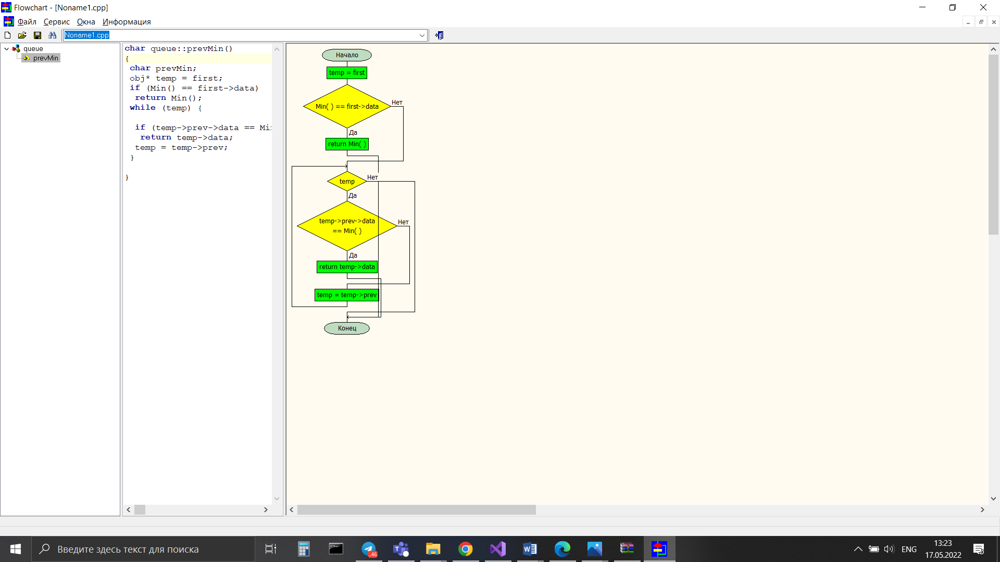 Flowchart - [Noname1.cpp]
Файл Сервис Окна Информация
Noname1.cpp
queue
prevMin
char queue::prevMin()
{
char prevMin;
obj* temp = first;
if (Min() == first->data)
return Min();
while (temp) {
if (temp->prev->data == Mi
return temp->data;
temp = temp->prev;
}
}
Начало
temp = first
Min( ) == first->data
Нет
Да
return Min( )
temp
Нет
Да
temp->prev->data
== Min( )
Нет
Да
return temp->data
temp = temp->prev
Конец
Введите здесь текст для поиска
.46
ENG
13:23
17.05.2022